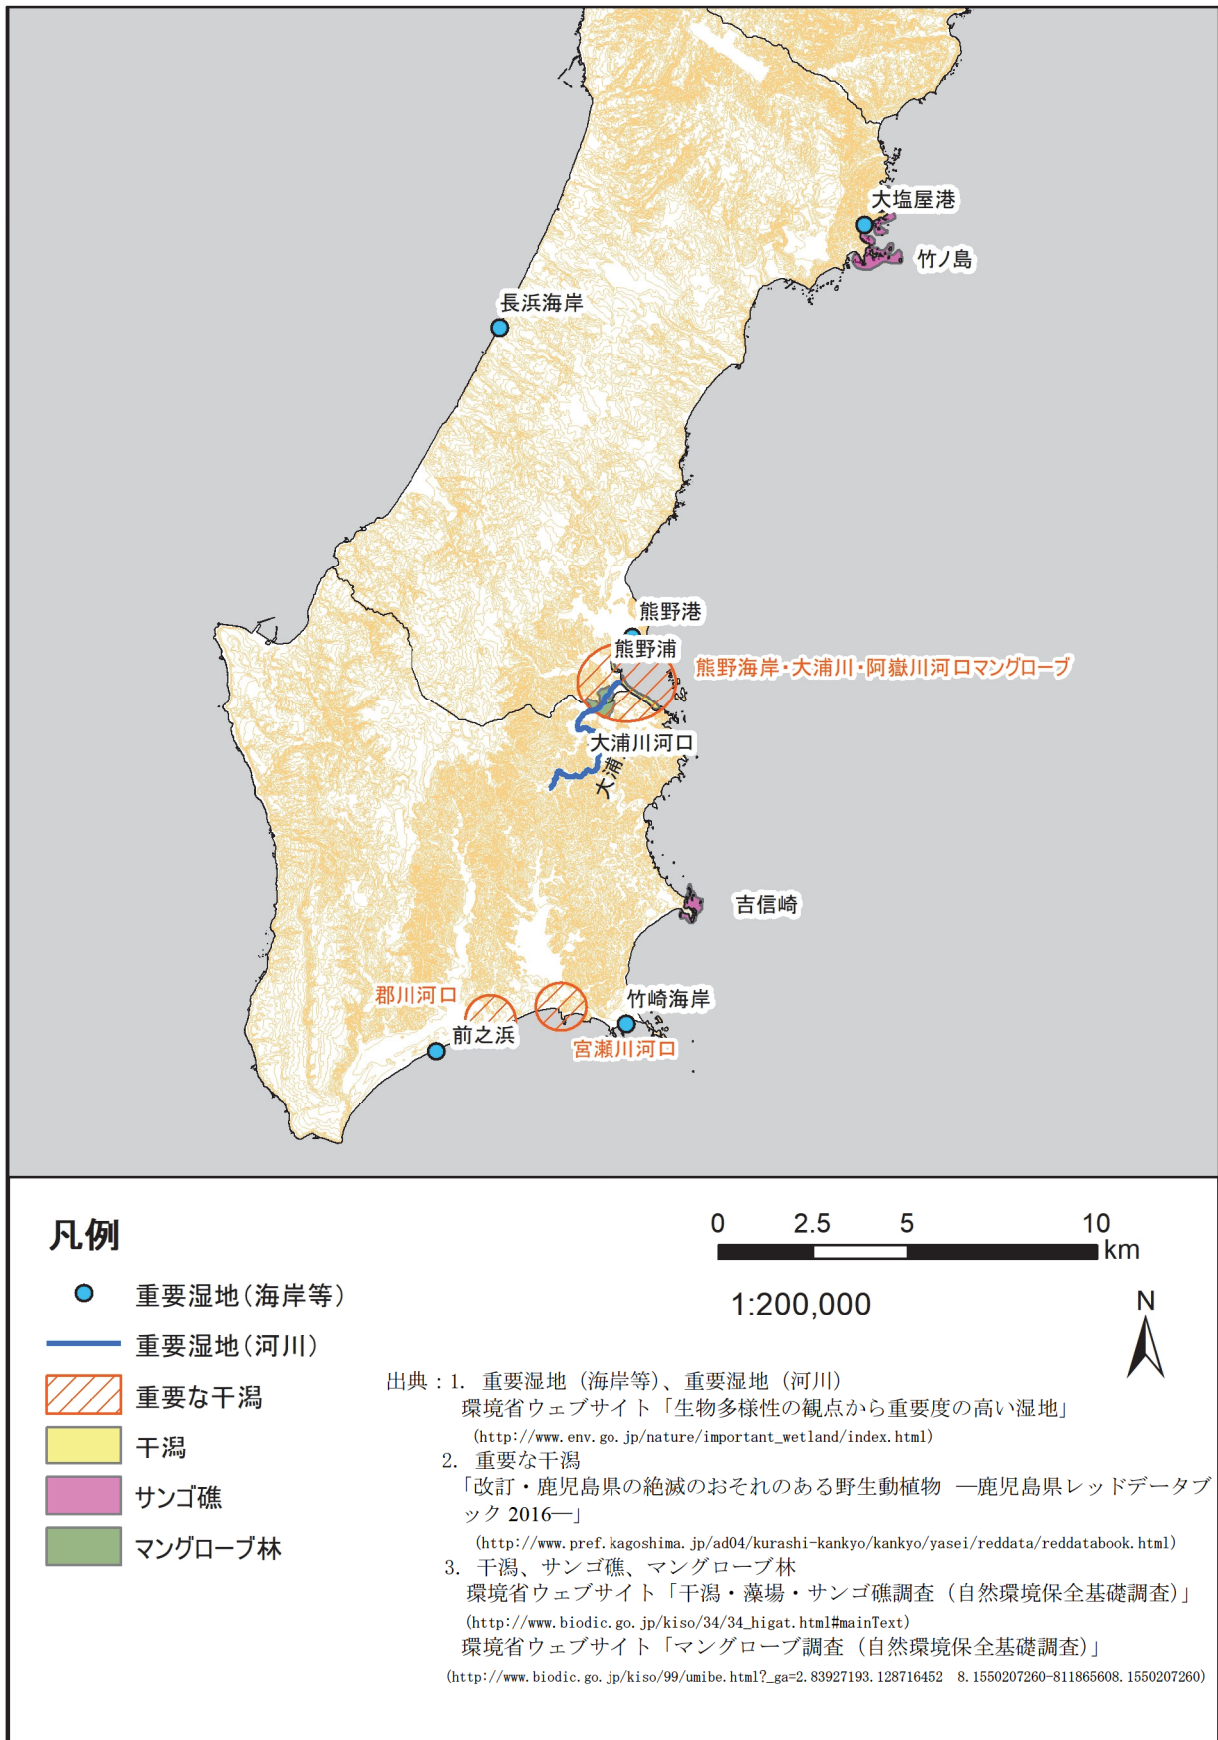 大塩屋港
竹ノ島
長浜海岸
熊野港
熊野浦
熊野海岸・大浦川・阿嶽川河口マングローブ
大浦川河口
大浦
吉信崎
郡川河口
竹崎海岸
前之浜
宮瀬川河口
凡例
重要湿地(海岸等)
重要湿地(河川)
重要な干潟
干潟
サンゴ礁
マングローブ林
0 2.5 5 10
km
1:200,000
N
出典：1. 重要湿地（海岸等）、重要湿地（河川）
環境省ウェブサイト「生物多様性の観点から重要度の高い湿地」
(http://www.env.go.jp/nature/important_wetland/index.html)
2. 重要な干潟
「改訂・鹿児島県の絶滅のおそれのある野生動植物 ―鹿児島県レッドデータブ
ック 2016―」
(http://www.pref.kagoshima.jp/ad04/kurashi-kankyo/kankyo/yasei/reddata/reddatabook.html)
3. 干潟、サンゴ礁、マングローブ林
環境省ウェブサイト「干潟・藻場・サンゴ礁調査（自然環境保全基礎調査）」
(http://www.biodic.go.jp/kiso/34/34_higat.html#mainText)
環境省ウェブサイト「マングローブ調査（自然環境保全基礎調査）」
(http://www.biodic.go.jp/kiso/99/umibe.html?_ga=2.83927193.128716452 8.1550207260-811865608.1550207260)